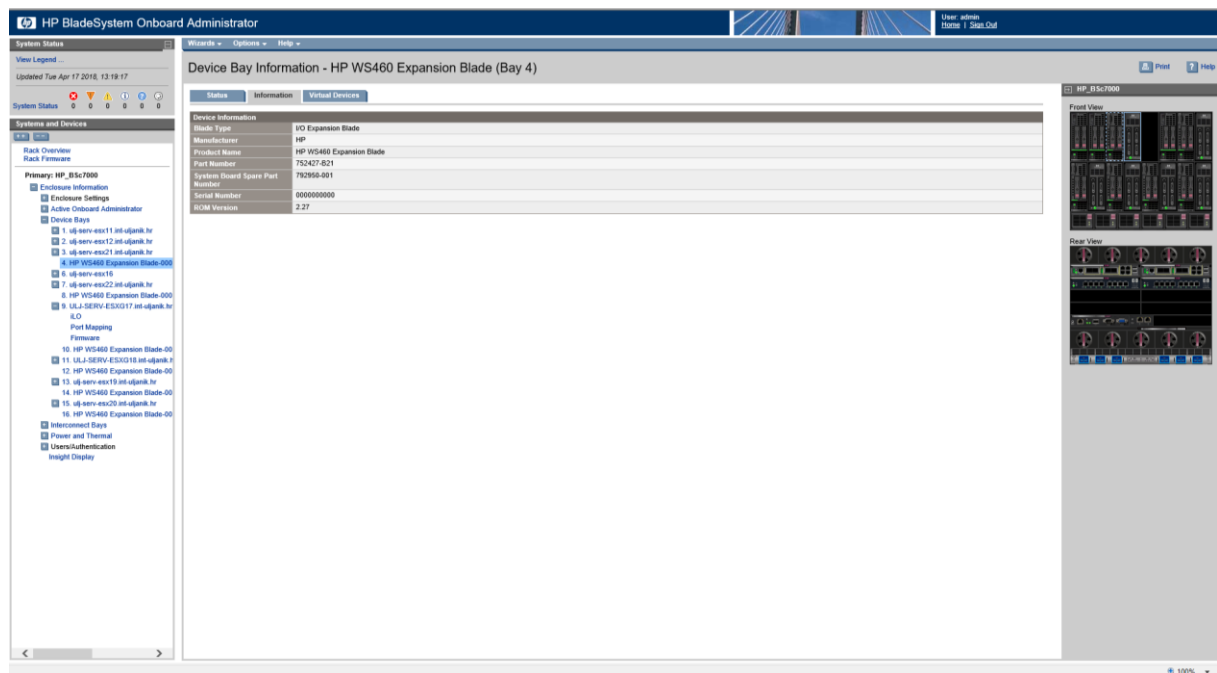 HP BladeSystem Onboard Administrator
User: admin
Home | Sign Out
System Status
View Legend ...
Updated Tue Apr 17 2018, 13:19:17
System Status 0 0 0 0 0 0
Systems and Devices
Rack Overview
Rack Firmware
Primary: HP_BSc7000
Enclosure Information
Enclosure Settings
Active Onboard Administrator
Device Bays
1. ulj-serv-esx11.int-uljanik.hr
2. ulj-serv-esx12.int-uljanik.hr
3. ulj-serv-esx21.int-uljanik.hr
4. HP WS460 Expansion Blade-000
6. ulj-serv-esx16
7. ulj-serv-esx22.int-uljanik.hr
8. HP WS460 Expansion Blade-000
9. ULJ-SERV-ESXG17.int-uljanik.hr
iLO
Port Mapping
Firmware
10. HP WS460 Expansion Blade-00
11. ULJ-SERV-ESXG18.int-uljanik.h
12. HP WS460 Expansion Blade-00
13. ulj-serv-esx19.int-uljanik.hr
14. HP WS460 Expansion Blade-00
15. ulj-serv-esx20.int-uljanik.hr
16. HP WS460 Expansion Blade-00
Interconnect Bays
Power and Thermal
Users/Authentication
Insight Display
Wizards Options Help
Device Bay Information - HP WS460 Expansion Blade (Bay 4)
Print Help
Status Information Virtual Devices
Device Information
Blade Type I/O Expansion Blade
Manufacturer HP
Product Name HP WS460 Expansion Blade
Part Number 752427-B21
System Board Spare Part Number 792950-001
Serial Number 0000000000
ROM Version 2.27
HP_BSc7000
Front View
Rear View
100%